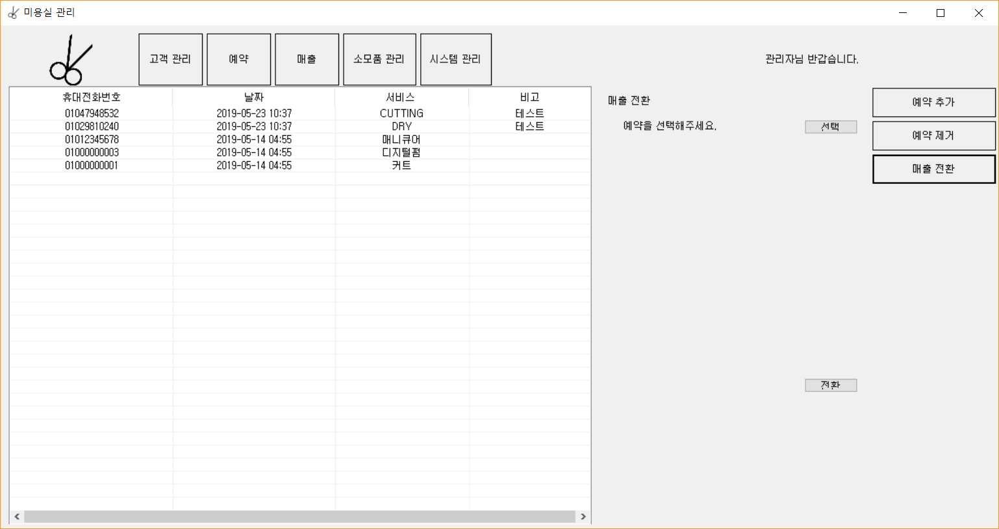 미용실 관리
고객 관리 예약 매출 소모품 관리 시스템 관리 관리자님 반갑습니다.
휴대전화번호 날짜 서비스 비고
01047948532 2019-05-23 10:37 CUTTING 테스트
01029810240 2019-05-23 10:37 DRY 테스트
01012345678 2019-05-14 04:55 매니큐어
01000000003 2019-05-14 04:55 디지털펌
01000000001 2019-05-14 04:55 커트
매출 전환
예약을 선택해주세요. 선택
전환
예약 추가
예약 제거
매출 전환